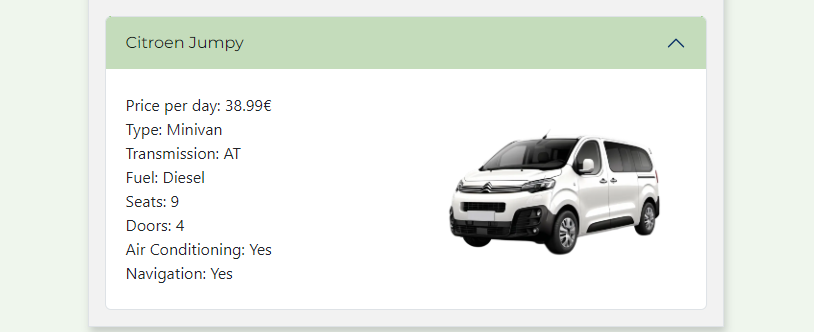 Citroen Jumpy
Price per day: 38.99€
Type: Minivan
Transmission: AT
Fuel: Diesel
Seats: 9
Doors: 4
Air Conditioning: Yes
Navigation: Yes